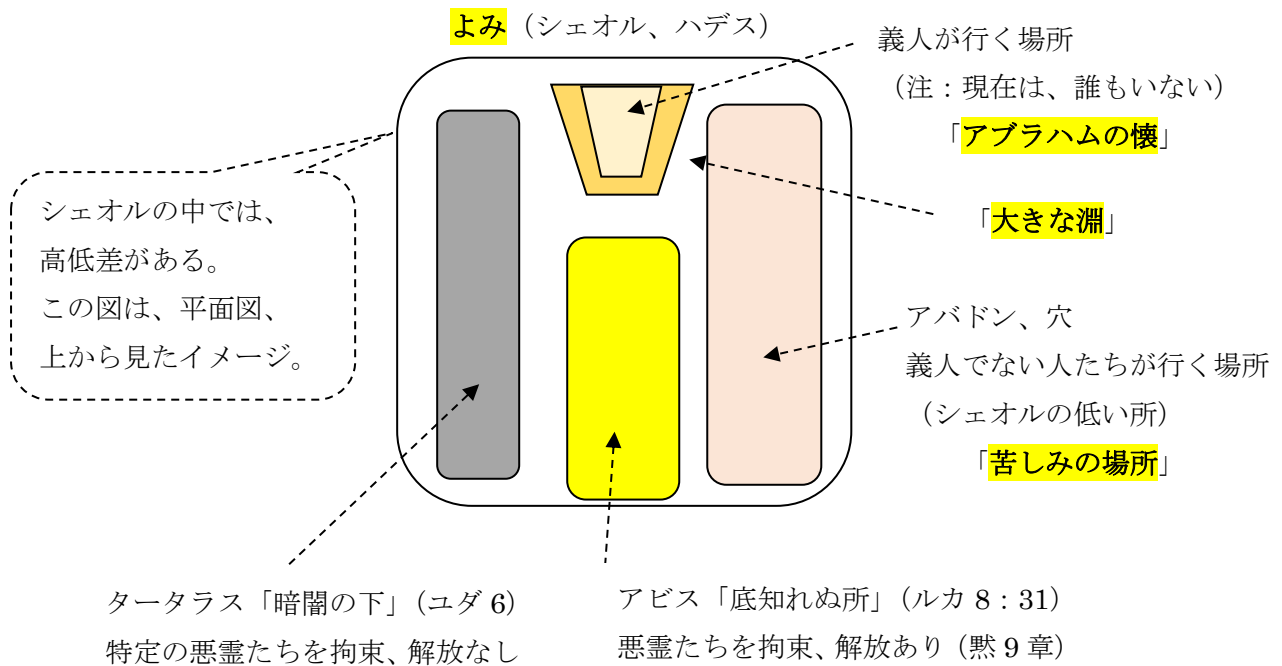 よみ（シェオル、ハデス）
義人が行く場所
（注：現在は、誰もいない）
「アブラハムの懐」
シェオルの中では、
高低差がある。
この図は、平面図、
上から見たイメージ。
「大きな淵」
アバドン、穴
義人でない人たちが行く場所
（シェオルの低い所）
「苦しみの場所」
タータラス「暗闇の下」（ユダ 6）
特定の悪霊たちを拘束、解放なし
アビス「底知れぬ所」（ルカ 8：31）
悪霊たちを拘束、解放あり（黙 9 章）